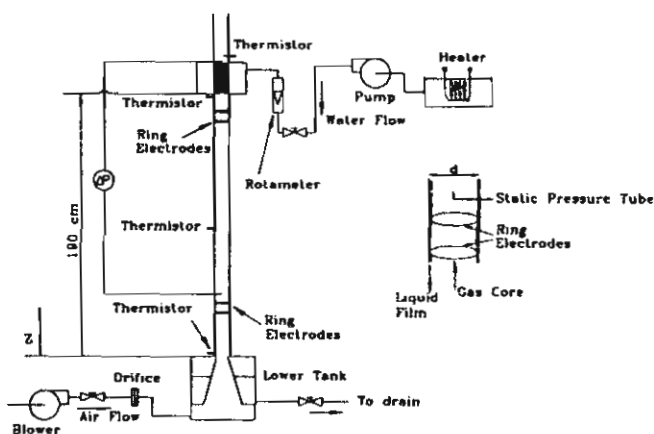 Thermistor
Heater
Pump
Water Flow
Thermistor
Ring
Electrodes
Rotameter
ΔP
190 cm
d
Static Pressure Tube
Ring
Electrodes
Gas Core
Liquid
Film
Thermistor
Thermistor
Ring
Electrodes
Z
Orifice
Lower Tank
Air Flow
Blower
To drain